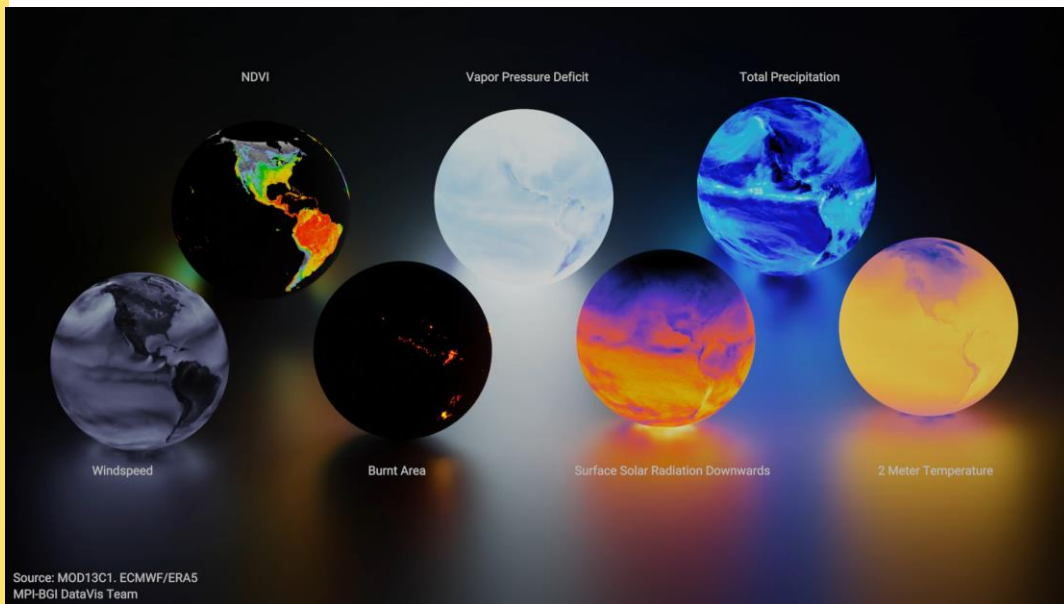 NDVI
Vapor Pressure Deficit
Total Precipitation
Windspeed
Burnt Area
Surface Solar Radiation Downwards
2 Meter Temperature
Source: MOD13C1. ECMWF/ERA5
MPI-BGI DataVis Team